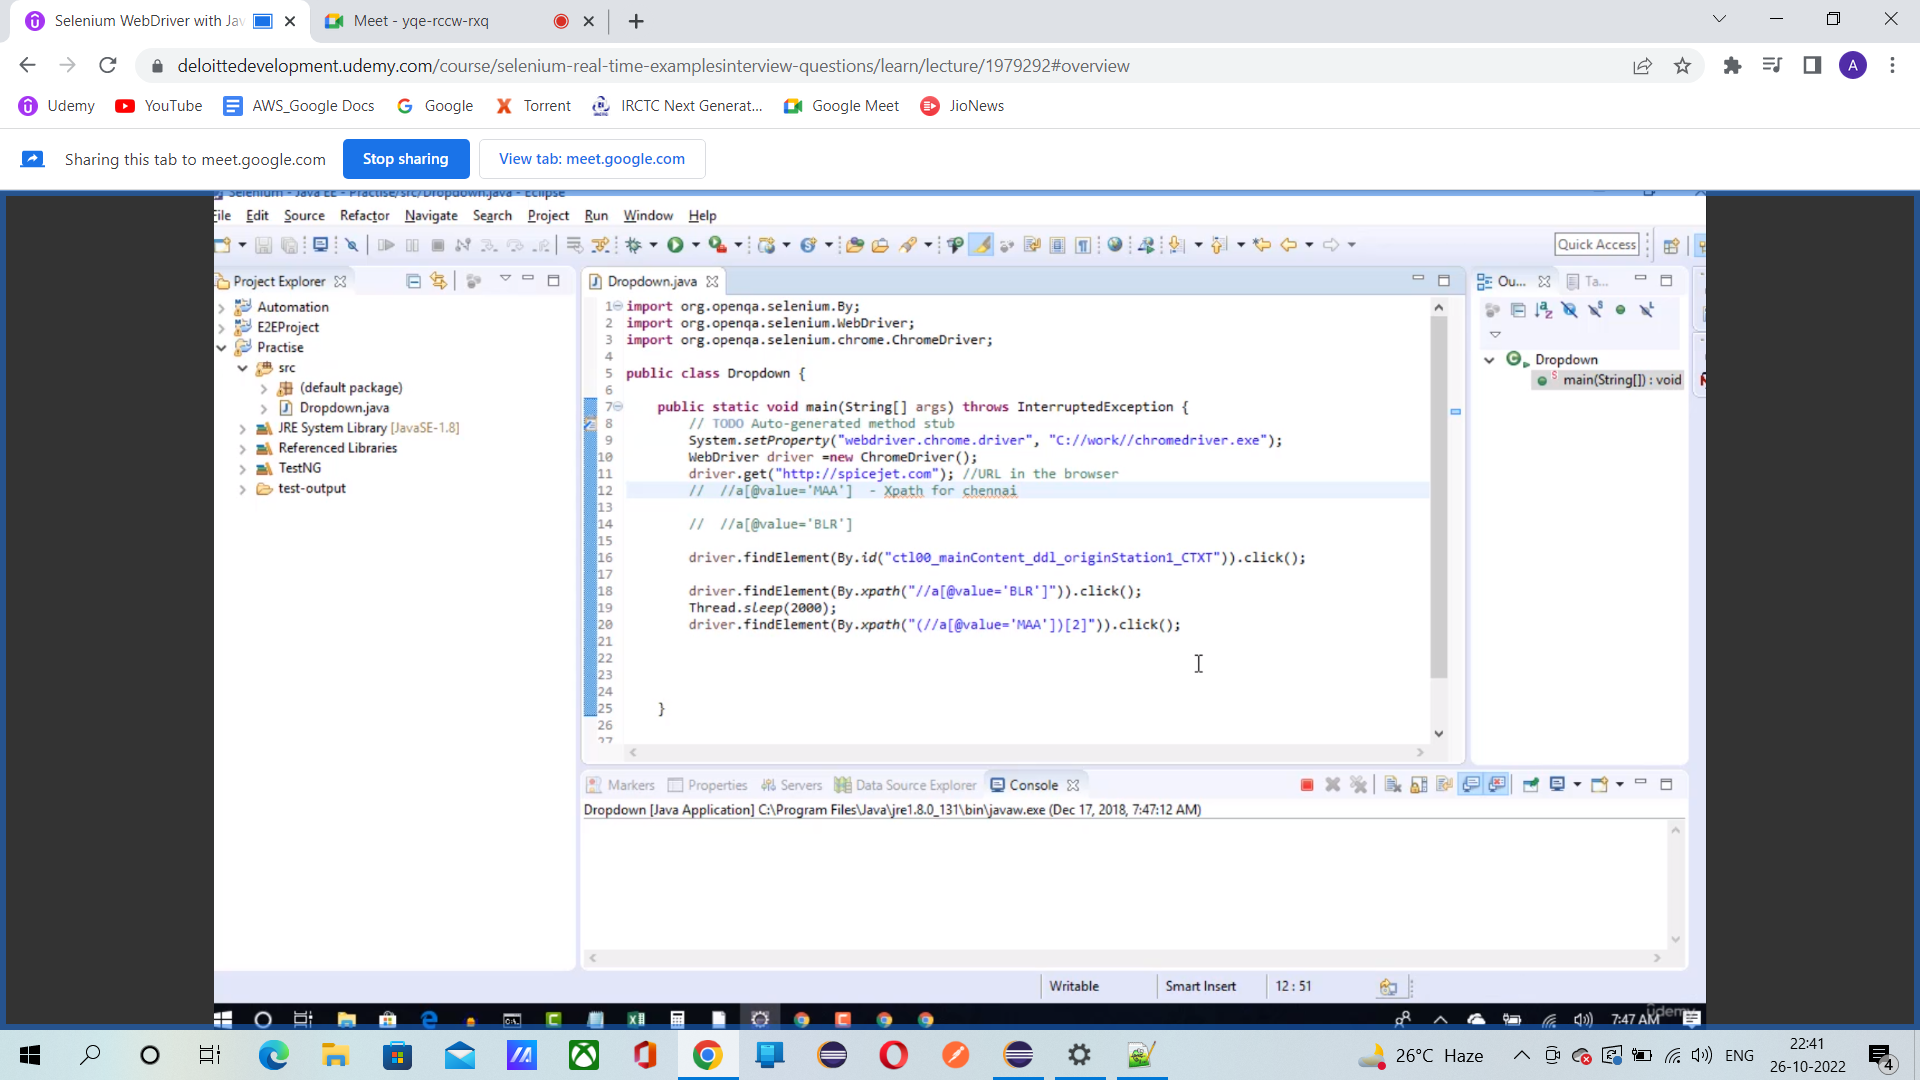 Selenium WebDriver with Jav
Meet - yqe-rccw-rxq
deloittedevelopment.udemy.com/course/selenium-real-time-examplesinterview-questions/learn/lecture/1979292#overview
A
Udemy YouTube AWS_Google Docs Google Torrent IRCTC Next Generat... Google Meet JioNews
Sharing this tab to meet.google.com Stop sharing View tab: meet.google.com
Selenium - Java EE - Practise/src/Dropdown.java - Eclipse
File Edit Source Refactor Navigate Search Project Run Window Help
Quick Access
Project Explorer
Automation
E2EProject
Practise
src
(default package)
Dropdown.java
JRE System Library [JavaSE-1.8]
Referenced Libraries
TestNG
test-output
Dropdown.java
1 import org.openqa.selenium.By;
2 import org.openqa.selenium.WebDriver;
3 import org.openqa.selenium.chrome.ChromeDriver;
4
5 public class Dropdown {
6
7 public static void main(String[] args) throws InterruptedException {
8 // TODO Auto-generated method stub
9 System.setProperty("webdriver.chrome.driver", "C://work//chromedriver.exe");
10 WebDriver driver =new ChromeDriver();
11 driver.get("http://spicejet.com"); //URL in the browser
12 // //a[@value='MAA'] - Xpath for chennai
13
14 // //a[@value='BLR']
15
16 driver.findElement(By.id("ctl00_mainContent_ddl_originStation1_CTXT")).click();
17
18 driver.findElement(By.xpath("//a[@value='BLR']")).click();
19 Thread.sleep(2000);
20 driver.findElement(By.xpath("(//a[@value='MAA'])[2]")).click();
21
22
23
24
25 }
26
27
Ou... Ta...
Dropdown
main(String[]) : void
Markers Properties Servers Data Source Explorer Console
Dropdown [Java Application] C:\Program Files\Java\jre1.8.0_131\bin\javaw.exe (Dec 17, 2018, 7:47:12 AM)
Writable Smart Insert 12 : 51
7:47 AM
udemy
26°C Haze
ENG
22:41
26-10-2022
4